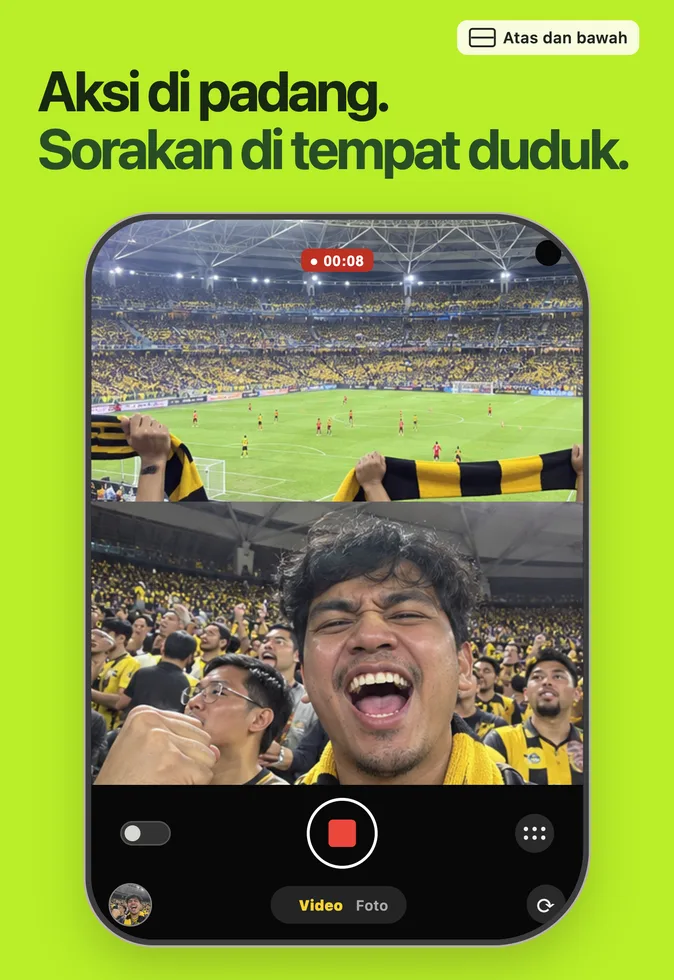 Atas dan bawah
Aksi di padang.
Sorakan di tempat duduk.
00:08
Video Foto